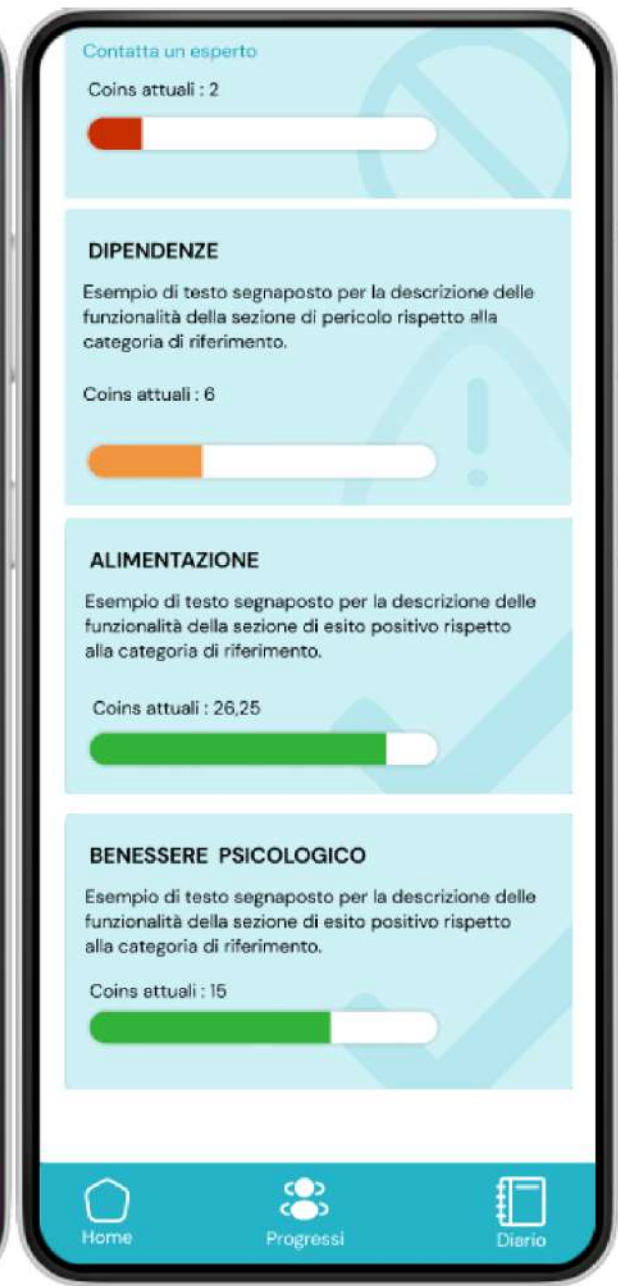 Contatta un esperto
Coins attuali : 2
DIPENDENZE
Esempio di testo segnaposto per la descrizione delle
funzionalità della sezione di pericolo rispetto alla
categoria di riferimento.
Coins attuali : 6
ALIMENTAZIONE
Esempio di testo segnaposto per la descrizione delle
funzionalità della sezione di esito positivo rispetto
alla categoria di riferimento.
Coins attuali : 26,25
BENESSERE PSICOLOGICO
Esempio di testo segnaposto per la descrizione delle
funzionalità della sezione di esito positivo rispetto
alla categoria di riferimento.
Coins attuali : 15
Home
Progressi
Diario